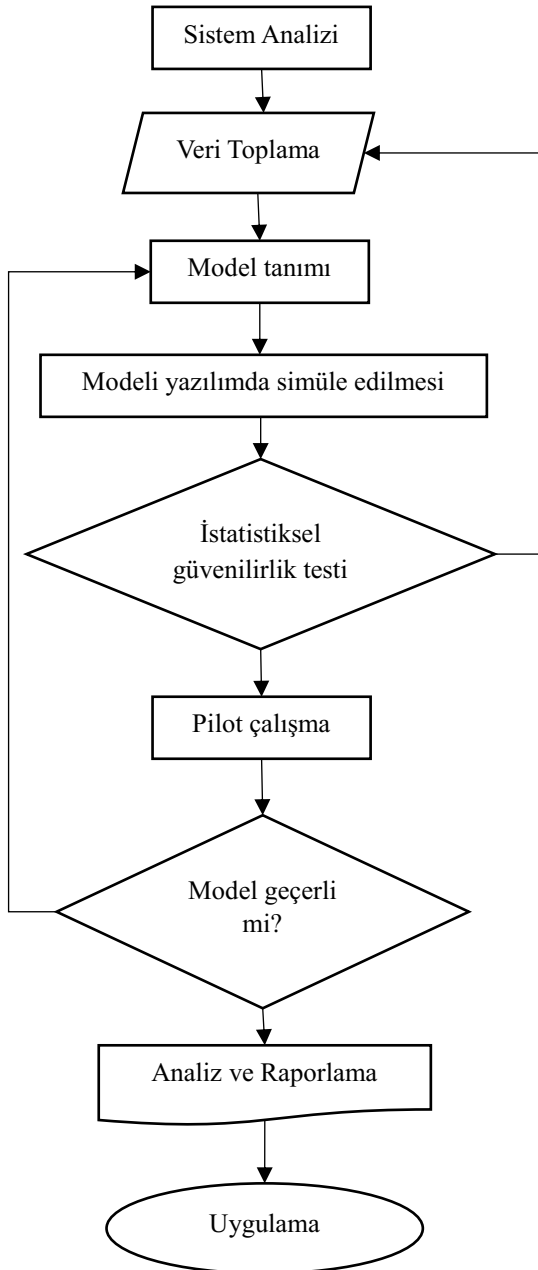 Sistem Analizi
Veri Toplama
Model tanımı
Modeli yazılımda simüle edilmesi
İstatistiksel
güvenilirlik testi
Pilot çalışma
Model geçerli
mi?
Analiz ve Raporlama
Uygulama